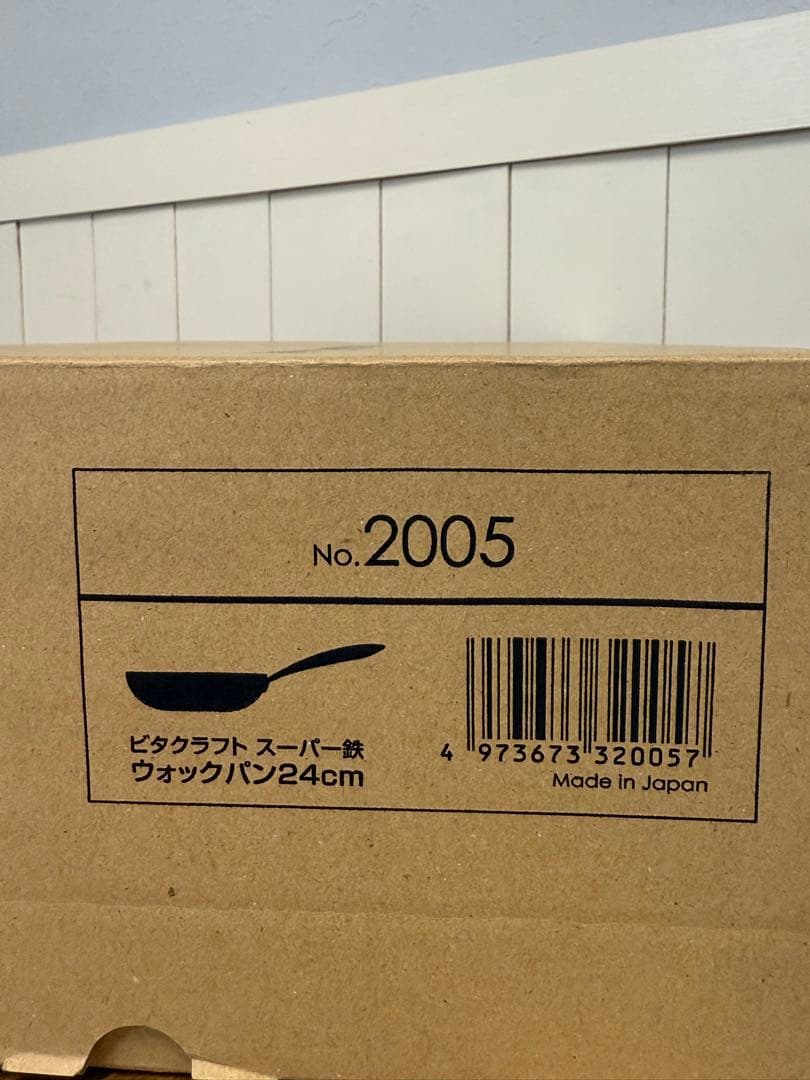 No.2005
ビタクラフト スーパー鉄
ウォックパン24cm
4 973673 320057
Made in Japan